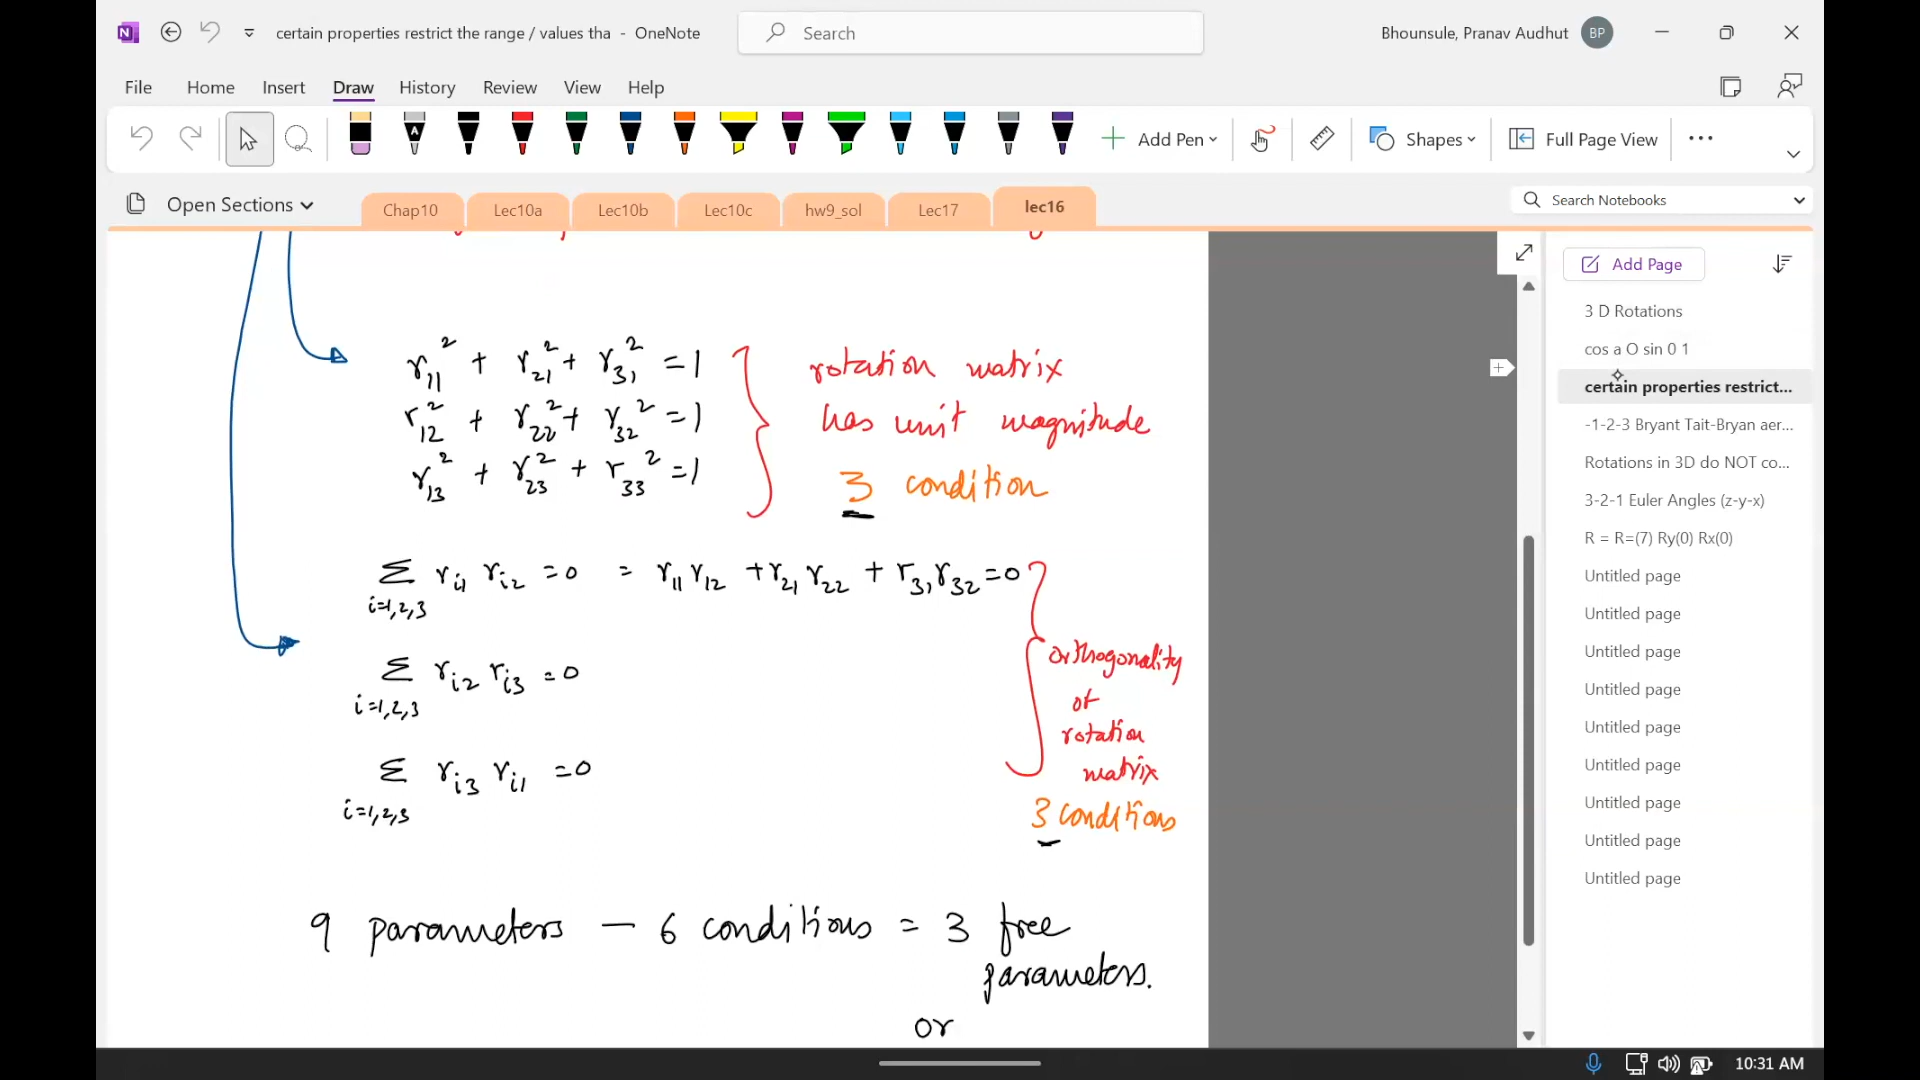 certain properties restrict the range / values tha - OneNote
Search
Bhounsule, Pranav Audhut
BP
File Home Insert Draw History Review View Help
A
Add Pen
Shapes
Full Page View
Open Sections
Chap10
Lec10a
Lec10b
Lec10c
hw9_sol
Lec17
lec16
Search Notebooks
r₁₁² + r₂₁² + r₃₁² = 1
r₁₂² + r₂₂² + r₃₂² = 1
r₁₃² + r₂₃² + r₃₃² = 1
rotation matrix
has unit magnitude
3 condition
Σ rᵢ₁ rᵢ₂ = 0 = r₁₁ r₁₂ + r₂₁ r₂₂ + r₃₁ r₃₂ = 0
i=1,2,3
Σ rᵢ₂ rᵢ₃ = 0
i=1,2,3
Σ rᵢ₃ rᵢ₁ = 0
i=1,2,3
orthogonality
of
rotation
matrix
3 conditions
9 parameters — 6 conditions = 3 free
parameters.
or
Add Page
3 D Rotations
cos a O sin 0 1
certain properties restrict...
-1-2-3 Bryant Tait-Bryan aer...
Rotations in 3D do NOT co...
3-2-1 Euler Angles (z-y-x)
R = R=(7) Ry(0) Rx(0)
Untitled page
Untitled page
Untitled page
Untitled page
Untitled page
Untitled page
Untitled page
Untitled page
Untitled page
10:31 AM